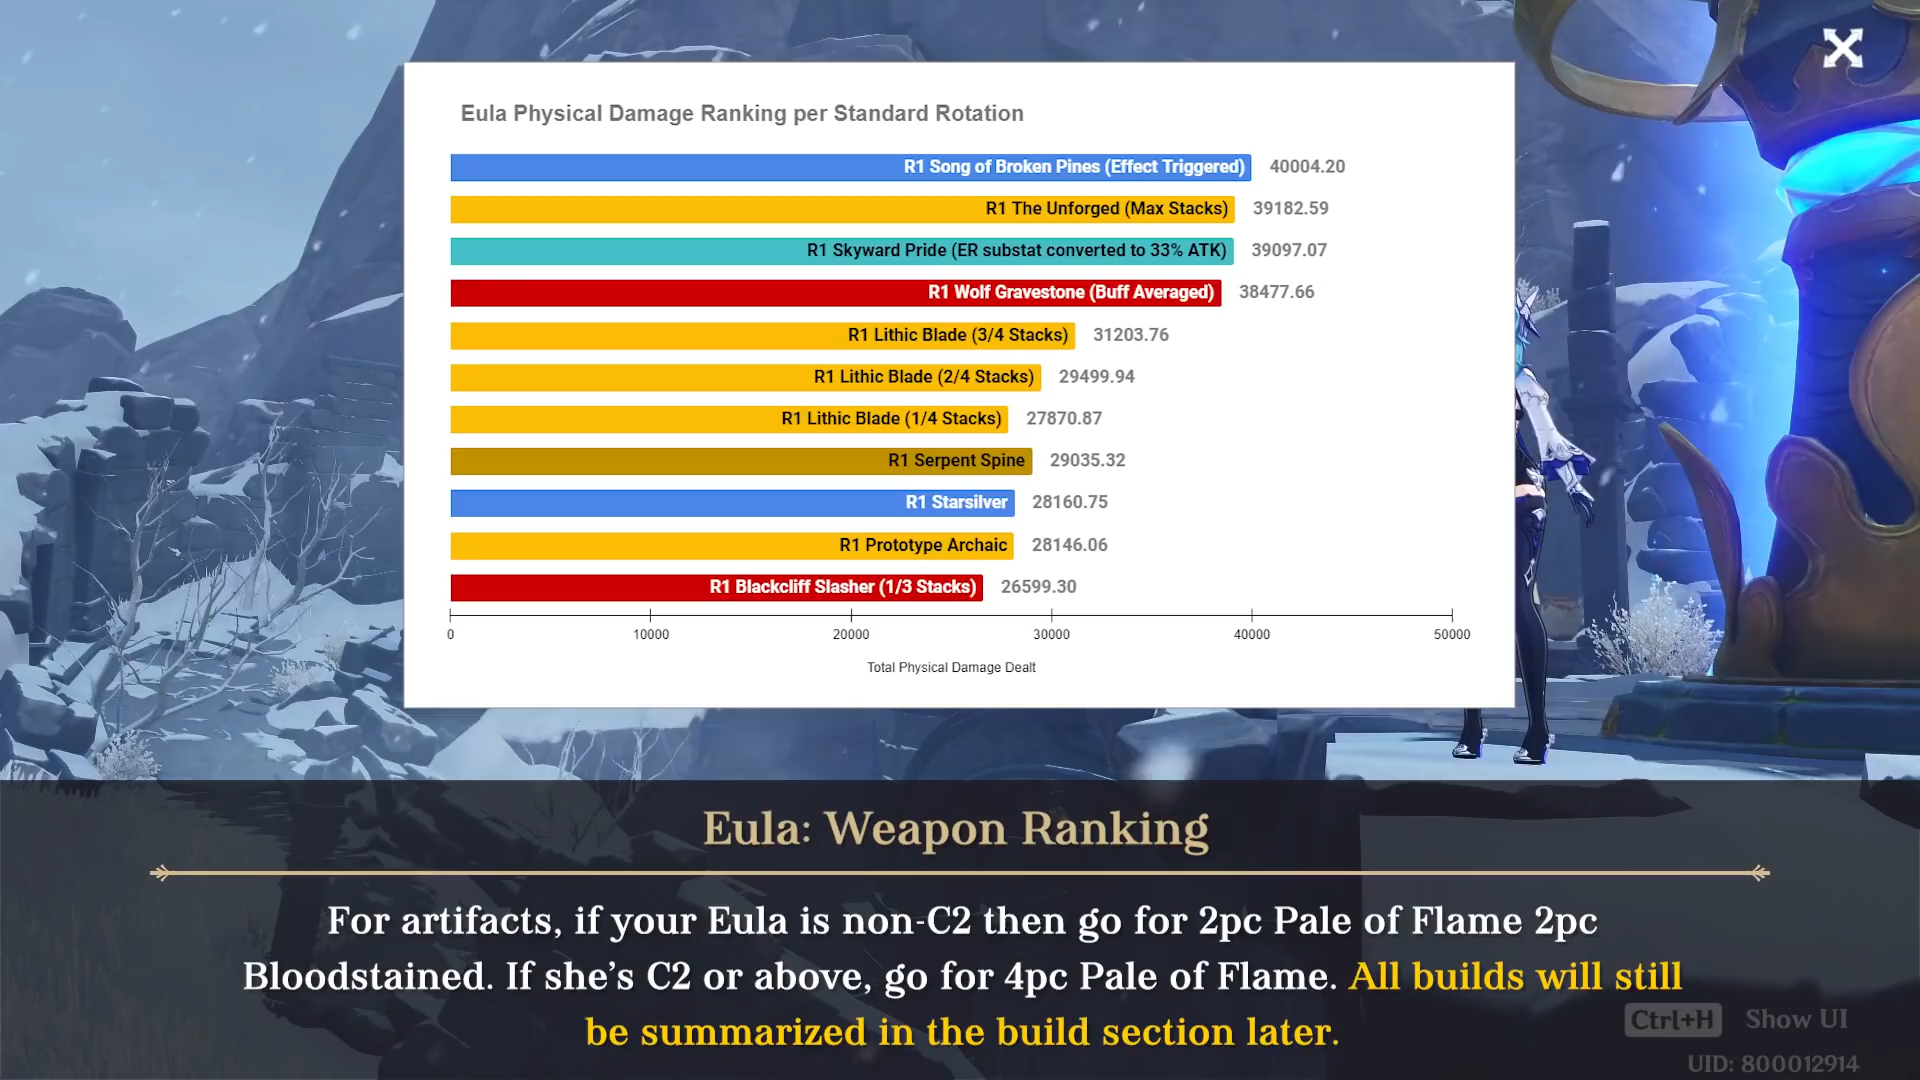 Eula Physical Damage Ranking per Standard Rotation
R1 Song of Broken Pines (Effect Triggered) 40004.20
R1 The Unforged (Max Stacks) 39182.59
R1 Skyward Pride (ER substat converted to 33% ATK) 39097.07
R1 Wolf Gravestone (Buff Averaged) 38477.66
R1 Lithic Blade (3/4 Stacks) 31203.76
R1 Lithic Blade (2/4 Stacks) 29499.94
R1 Lithic Blade (1/4 Stacks) 27870.87
R1 Serpent Spine 29035.32
R1 Starsilver 28160.75
R1 Prototype Archaic 28146.06
R1 Blackcliff Slasher (1/3 Stacks) 26599.30
0 10000 20000 30000 40000 50000
Total Physical Damage Dealt
Eula: Weapon Ranking
For artifacts, if your Eula is non-C2 then go for 2pc Pale of Flame 2pc
Bloodstained. If she's C2 or above, go for 4pc Pale of Flame. All builds will still
be summarized in the build section later.
Ctrl+H Show UI
UID: 800012914